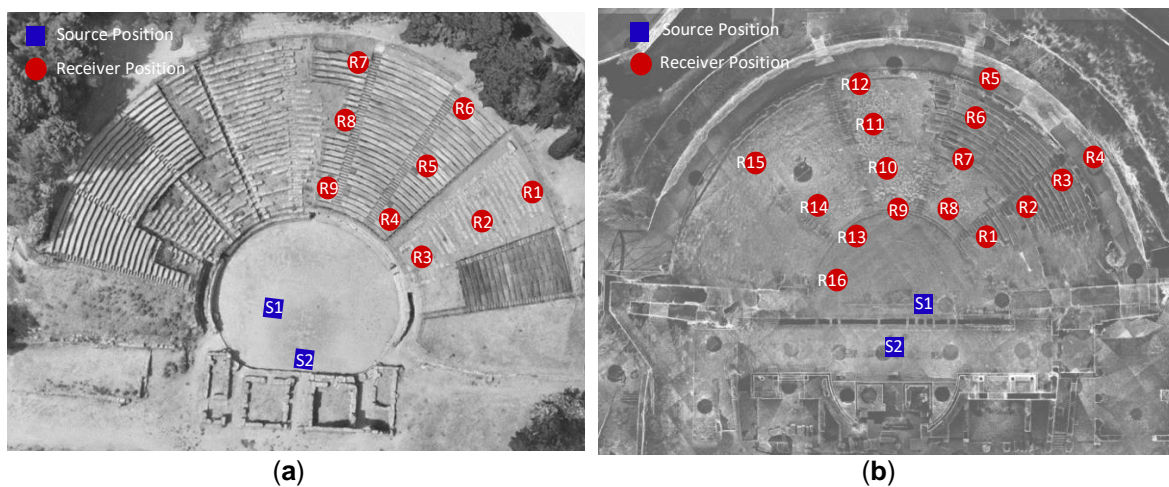 Source Position
Receiver Position
R7
R6
R8
R5
R1
R9
R4
R2
R3
S1
S2
(a)
Source Position
Receiver Position
R12
R5
R11
R6
R15
R10
R7
R4
R3
R14
R9
R8
R2
R13
R1
R16
S1
S2
(b)